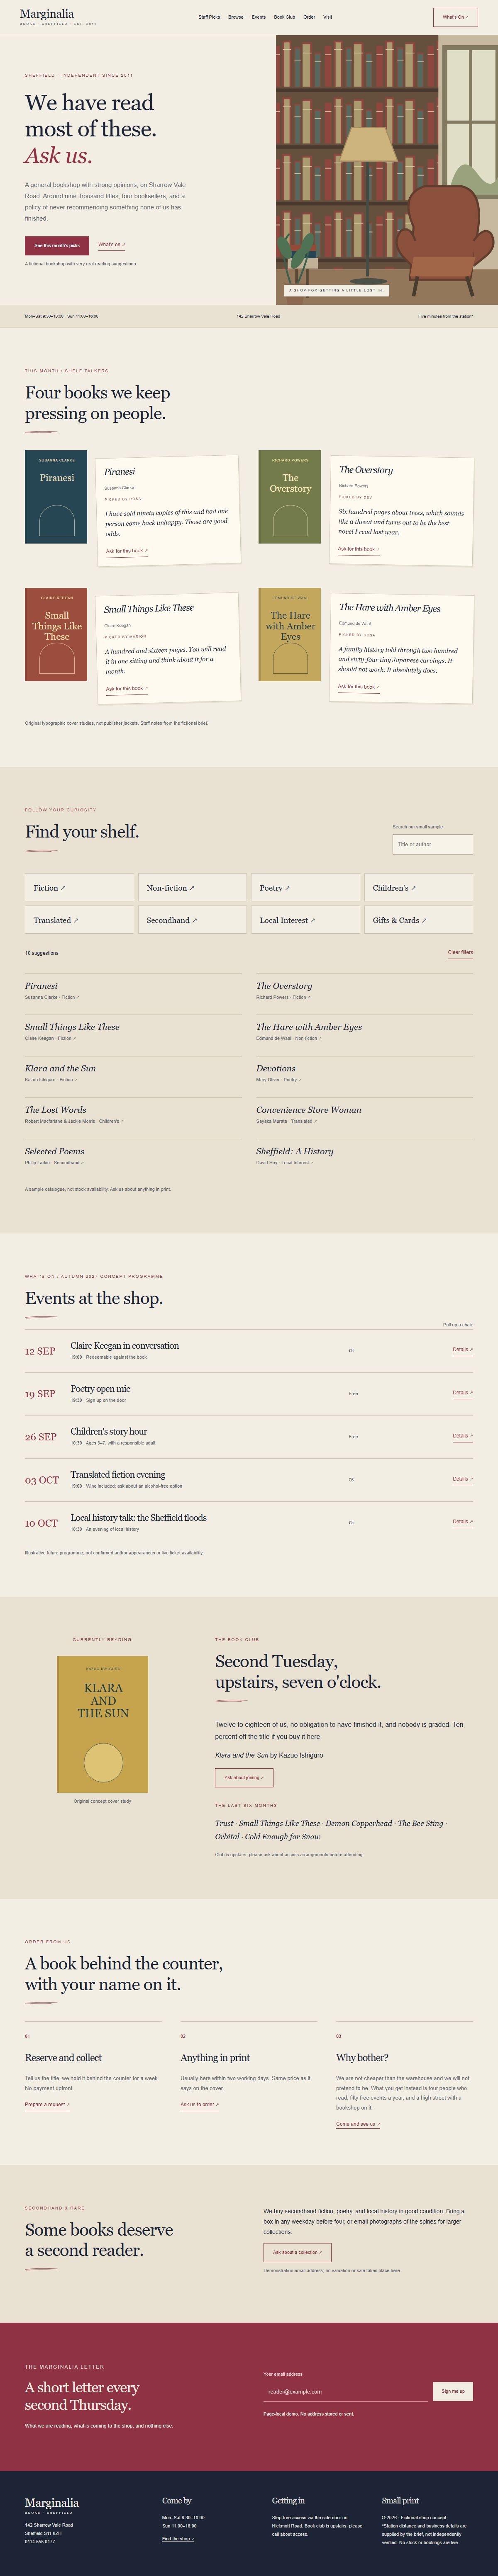 Marginalia
BOOKS · SHEFFIELD · EST. 2011
Staff Picks Browse Events Book Club Order Visit
What's On ↗
SHEFFIELD · INDEPENDENT SINCE 2011
We have read
most of these.
Ask us.
A general bookshop with strong opinions, on Sharrow Vale
Road. Around nine thousand titles, four booksellers, and a
policy of never recommending something none of us has
finished.
See this month's picks
What's on ↗
A fictional bookshop with very real reading suggestions.
A SHOP FOR GETTING A LITTLE LOST IN.
Mon–Sat 9:30–18:00 · Sun 11:00–16:00
142 Sharrow Vale Road
Five minutes from the station*
THIS MONTH / SHELF TALKERS
Four books we keep
pressing on people.
SUSANNA CLARKE
Piranesi
Piranesi
Susanna Clarke
PICKED BY NOSA
I have sold ninety copies of this and had one
person come back unhappy. Those are good
odds.
Ask for this book ↗
RICHARD POWERS
The
Overstory
The Overstory
Richard Powers
PICKED BY DEV
Six hundred pages about trees, which sounds
like a threat and turns out to be the best
novel I read last year.
Ask for this book ↗
CLAIRE KEEGAN
Small
Things Like
These
Small Things Like These
Claire Keegan
PICKED BY MARION
A hundred and sixteen pages. You will read
it in one sitting and think about it for a
month.
Ask for this book ↗
EDMUND DE WAAL
The Hare
with Amber
Eyes
The Hare with Amber Eyes
Edmund de Waal
PICKED BY NOSA
A family history told through two hundred
and sixty-four tiny Japanese carvings. It
should not work. It absolutely does.
Ask for this book ↗
Original typographic cover studies, not publisher jackets. Staff notes from the fictional brief.
FOLLOW YOUR CURIOSITY
Find your shelf.
Search our small sample
Title or author
Fiction ↗
Non-fiction ↗
Poetry ↗
Children's ↗
Translated ↗
Secondhand ↗
Local Interest ↗
Gifts & Cards ↗
10 suggestions
Clear filters
Piranesi
Susanna Clarke · Fiction ↗
The Overstory
Richard Powers · Fiction ↗
Small Things Like These
Claire Keegan · Fiction ↗
The Hare with Amber Eyes
Edmund de Waal · Non-fiction ↗
Klara and the Sun
Kazuo Ishiguro · Fiction ↗
Devotions
Mary Oliver · Poetry ↗
The Lost Words
Robert Macfarlane & Jackie Morris · Children's ↗
Convenience Store Woman
Sayaka Murata · Translated ↗
Selected Poems
Philip Larkin · Secondhand ↗
Sheffield: A History
David Hey · Local Interest ↗
A sample catalogue, not stock availability. Ask us about anything in print.
WHAT'S ON / AUTUMN 2027 CONCEPT PROGRAMME
Events at the shop.
Pull up a chair.
12 SEP
Claire Keegan in conversation
19:00 · Redeemable against the book
£8
Details ↗
19 SEP
Poetry open mic
19:30 · Sign up on the door
Free
Details ↗
26 SEP
Children's story hour
10:30 · Ages 3–7, with a responsible adult
Free
Details ↗
03 OCT
Translated fiction evening
19:00 · Wine included, ask about an alcohol-free option
£5
Details ↗
10 OCT
Local history talk: the Sheffield floods
18:30 · An evening of local history
£5
Details ↗
Illustrative future programme, not confirmed author appearances or live ticket availability.
CURRENTLY READING
KAZUO ISHIGURO
KLARA
AND
THE SUN
Original concept cover study
THE BOOK CLUB
Second Tuesday,
upstairs, seven o'clock.
Twelve to eighteen of us, no obligation to have finished it, and nobody is graded. Ten
percent off the title if you buy it here.
Klara and the Sun by Kazuo Ishiguro
Ask about joining ↗
THE LAST SIX MONTHS
Trust · Small Things Like These · Demon Copperhead · The Bee Sting ·
Orbital · Cold Enough for Snow
Club is upstairs; please ask about access arrangements before attending.
ORDER FROM US
A book behind the counter,
with your name on it.
01
Reserve and collect
Tell us the title, we hold it behind the counter for a week.
No payment upfront.
Prepare a request ↗
02
Anything in print
Usually here within two working days. Same price as it
says on the cover.
Ask us to order ↗
03
Why bother?
We are not cheaper than the warehouse and we will not
pretend to be. What you get instead is four people who
read, fifty free events a year, and a high street with a
bookshop on it.
Come and see us ↗
SECONDHAND & RARE
Some books deserve
a second reader.
We buy secondhand fiction, poetry, and local history in good condition. Bring a
box in any weekday before four, or email photographs of the spines for larger
collections.
Ask about a collection ↗
Demonstration email address; no valuation or sale takes place here.
THE MARGINALIA LETTER
A short letter every
second Thursday.
What we are reading, what is coming to the shop, and nothing else.
Your email address
reader@example.com
Sign me up
Page-local demo. No address stored or sent.
Marginalia
BOOKS · SHEFFIELD
142 Sharrow Vale Road
Sheffield S11 8ZH
0114 555 0177
Come by
Mon–Sat 9:30–18:00
Sun 11:00–16:00
Find the shop ↗
Getting in
Step-free access via the side door on
Hickmott Road. Book club is upstairs; please
call about access.
Small print
© 2026 · Fictional shop concept.
*Station distance and business details are
supplied by the brief, not independently
verified. No stock or bookings are live.